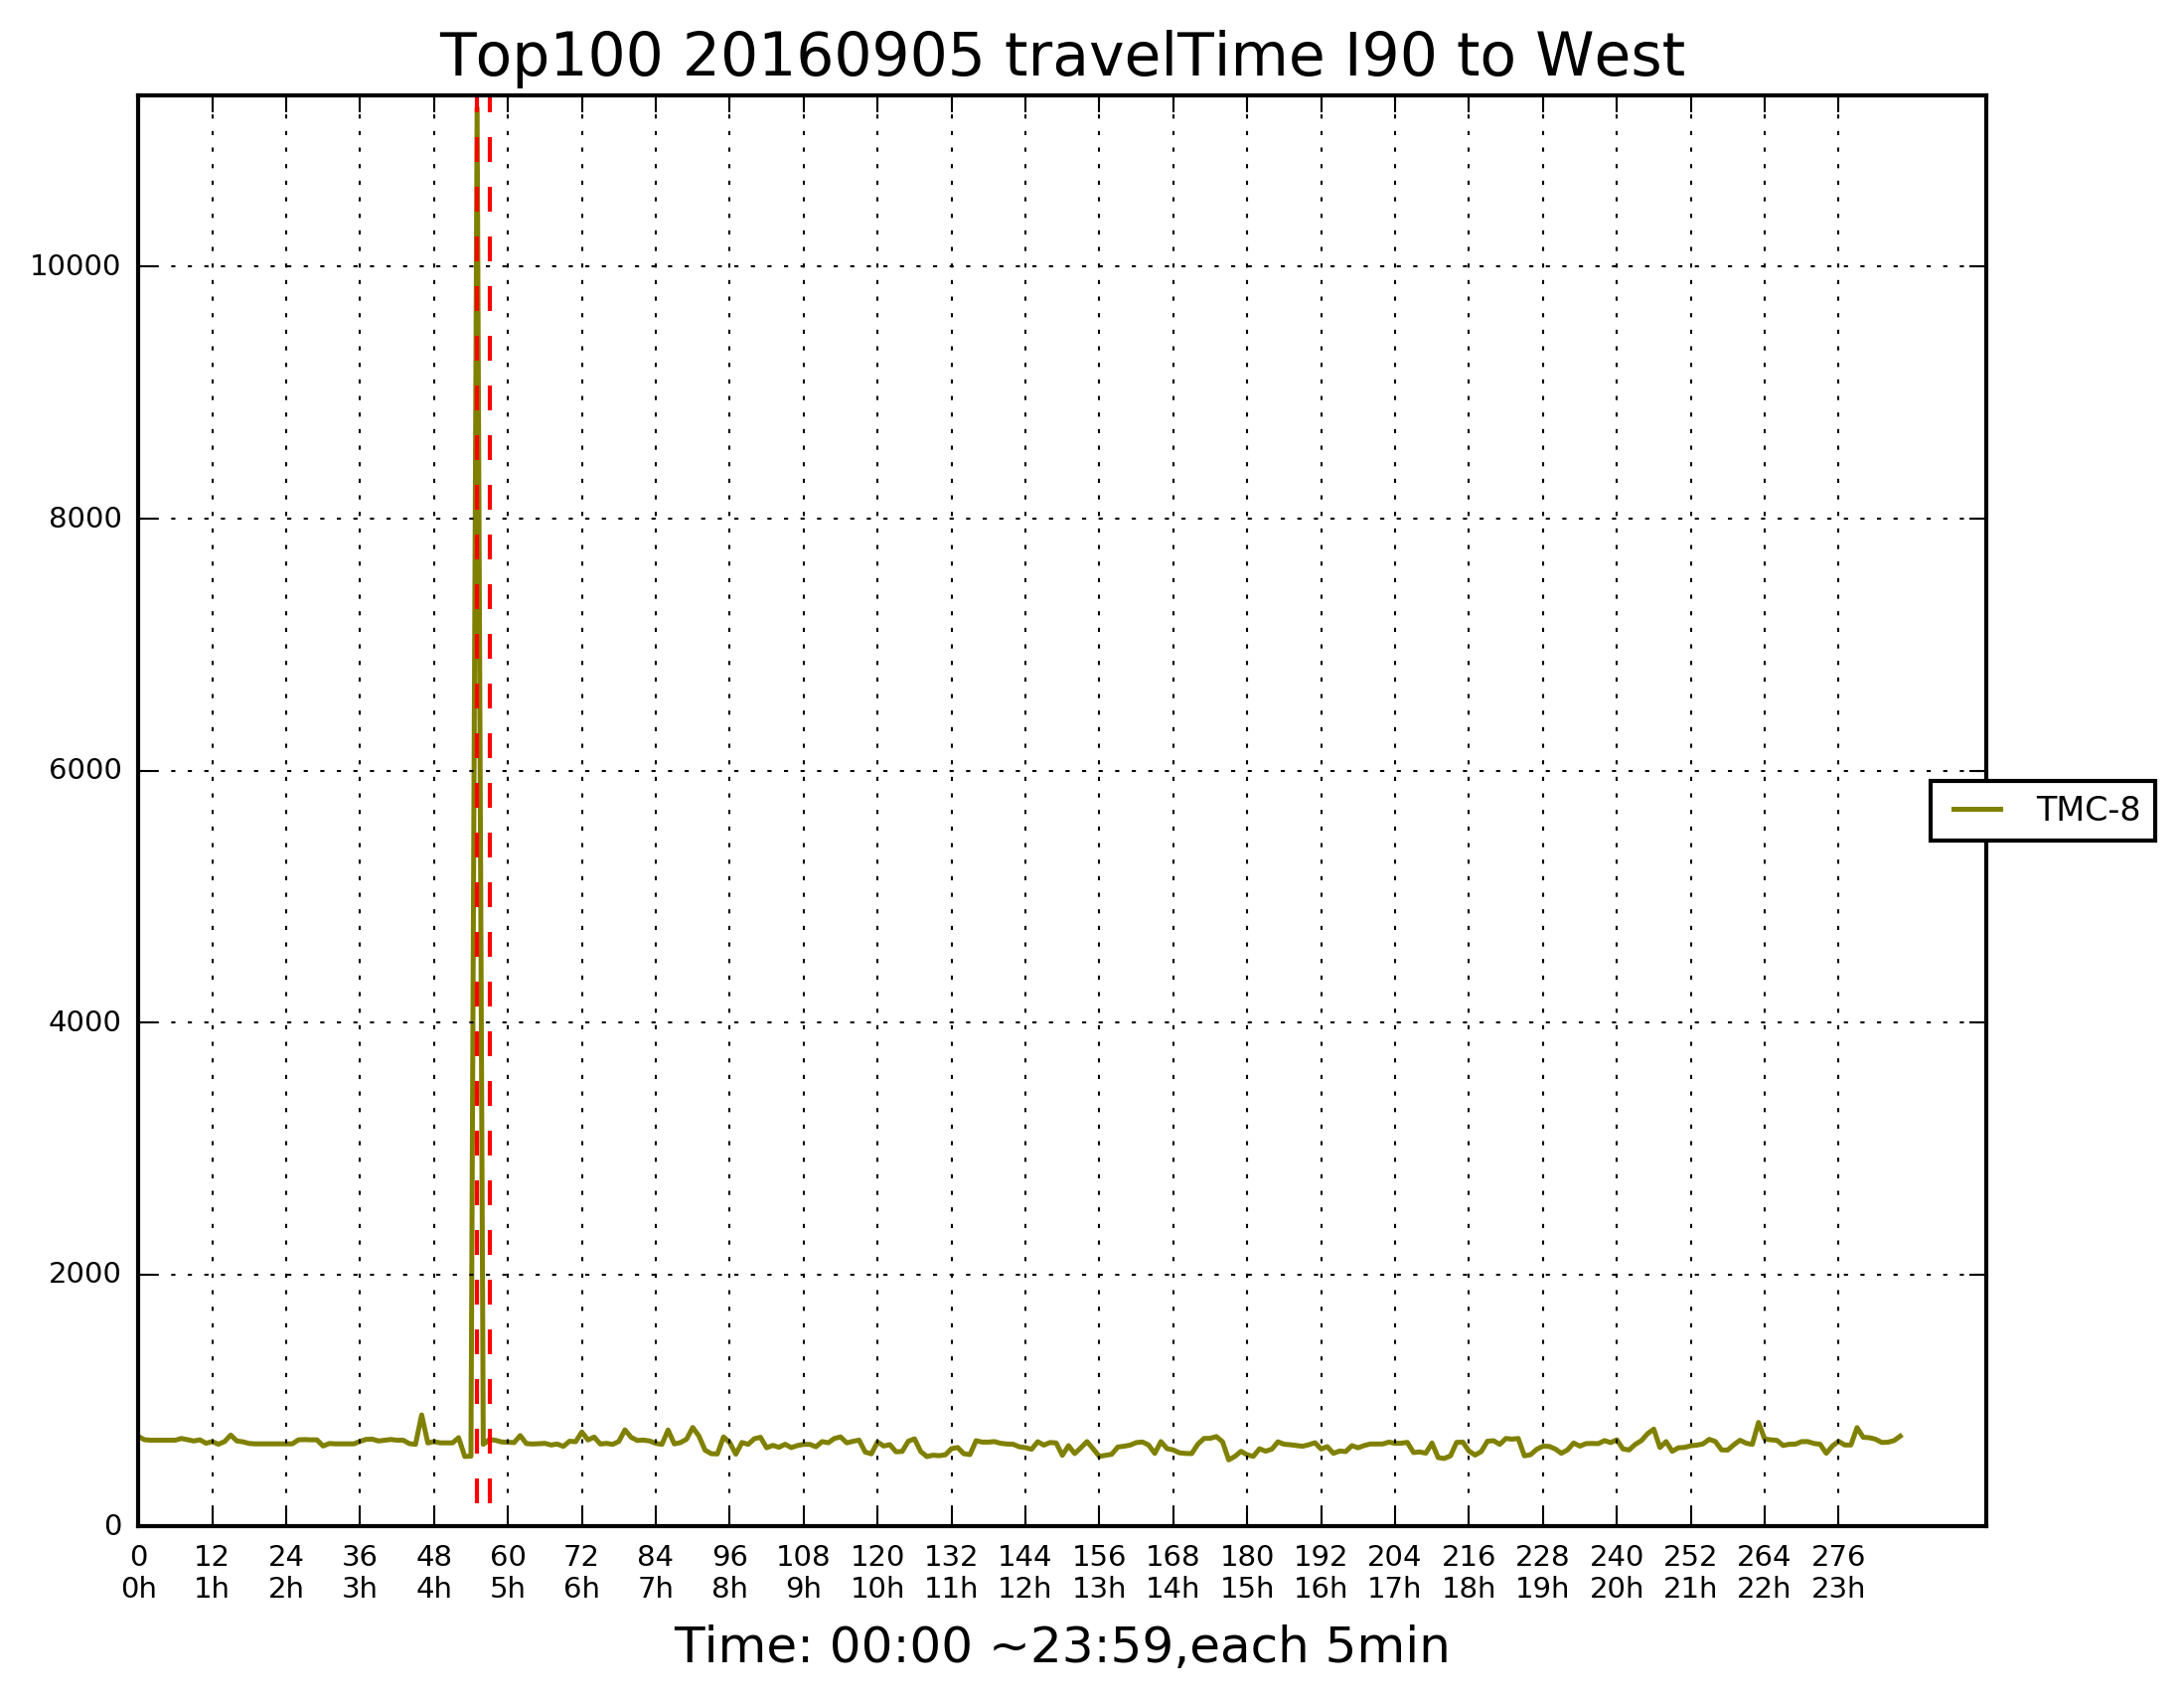 Top100 20160905 travelTime I90 to West
10000
8000
6000
4000
2000
0
TMC-8
0 12 24 36 48 60 72 84 96 108 120 132 144 156 168 180 192 204 216 228 240 252 264 276
0h 1h 2h 3h 4h 5h 6h 7h 8h 9h 10h 11h 12h 13h 14h 15h 16h 17h 18h 19h 20h 21h 22h 23h
Time: 00:00 ~23:59,each 5min